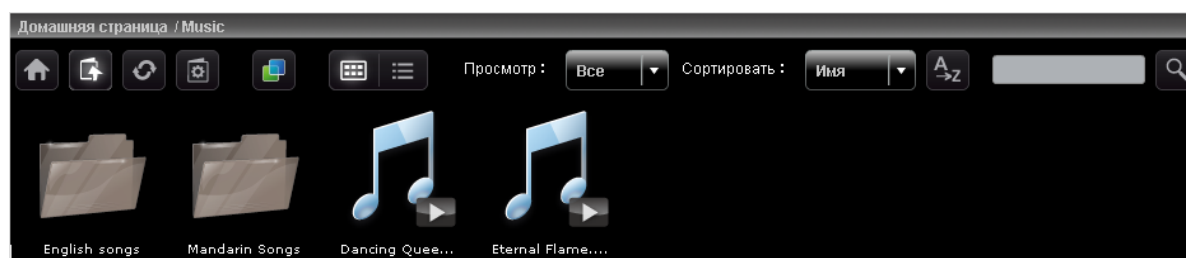 Домашняя страница / Music
Просмотр : Все Сортировать : Имя A→Z
English songs Mandarin Songs Dancing Quee... Eternal Flame....